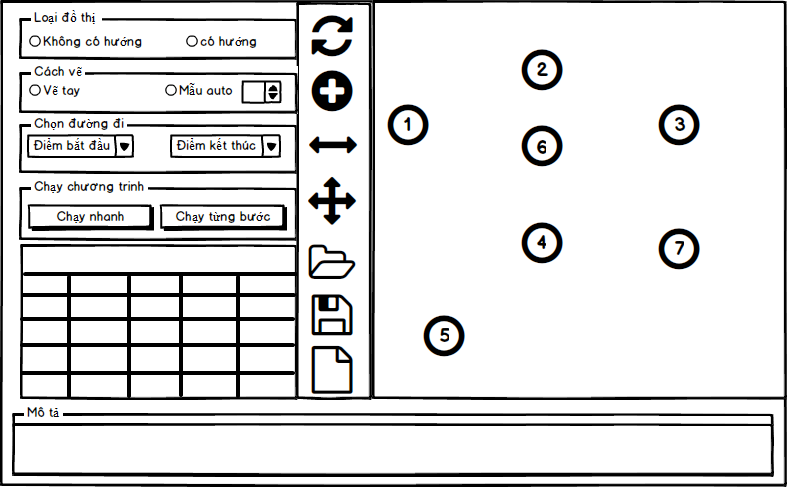 Loại đồ thị
Không có hướng
có hướng
Cách vẽ
Vẽ tay
Mẫu auto
Chọn đường đi
Điểm bắt đầu
Điểm kết thúc
Chạy chương trinh
Chạy nhanh
Chạy từng bước
2
1
3
6
4
7
5
Mô tả